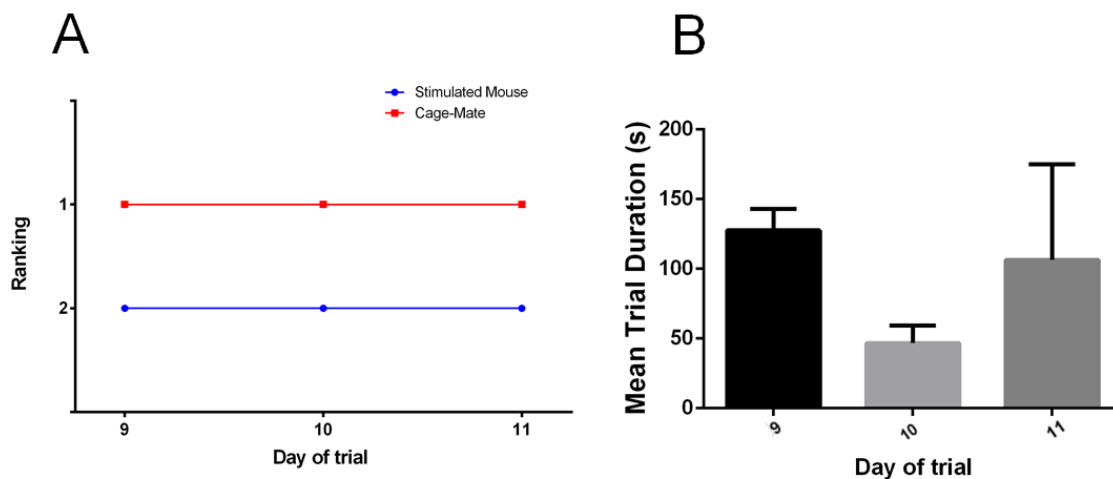 A
Stimulated Mouse
Cage-Mate
Ranking
1
2
9 10 11
Day of trial
B
Mean Trial Duration (s)
200
150
100
50
0
9 10 11
Day of trial